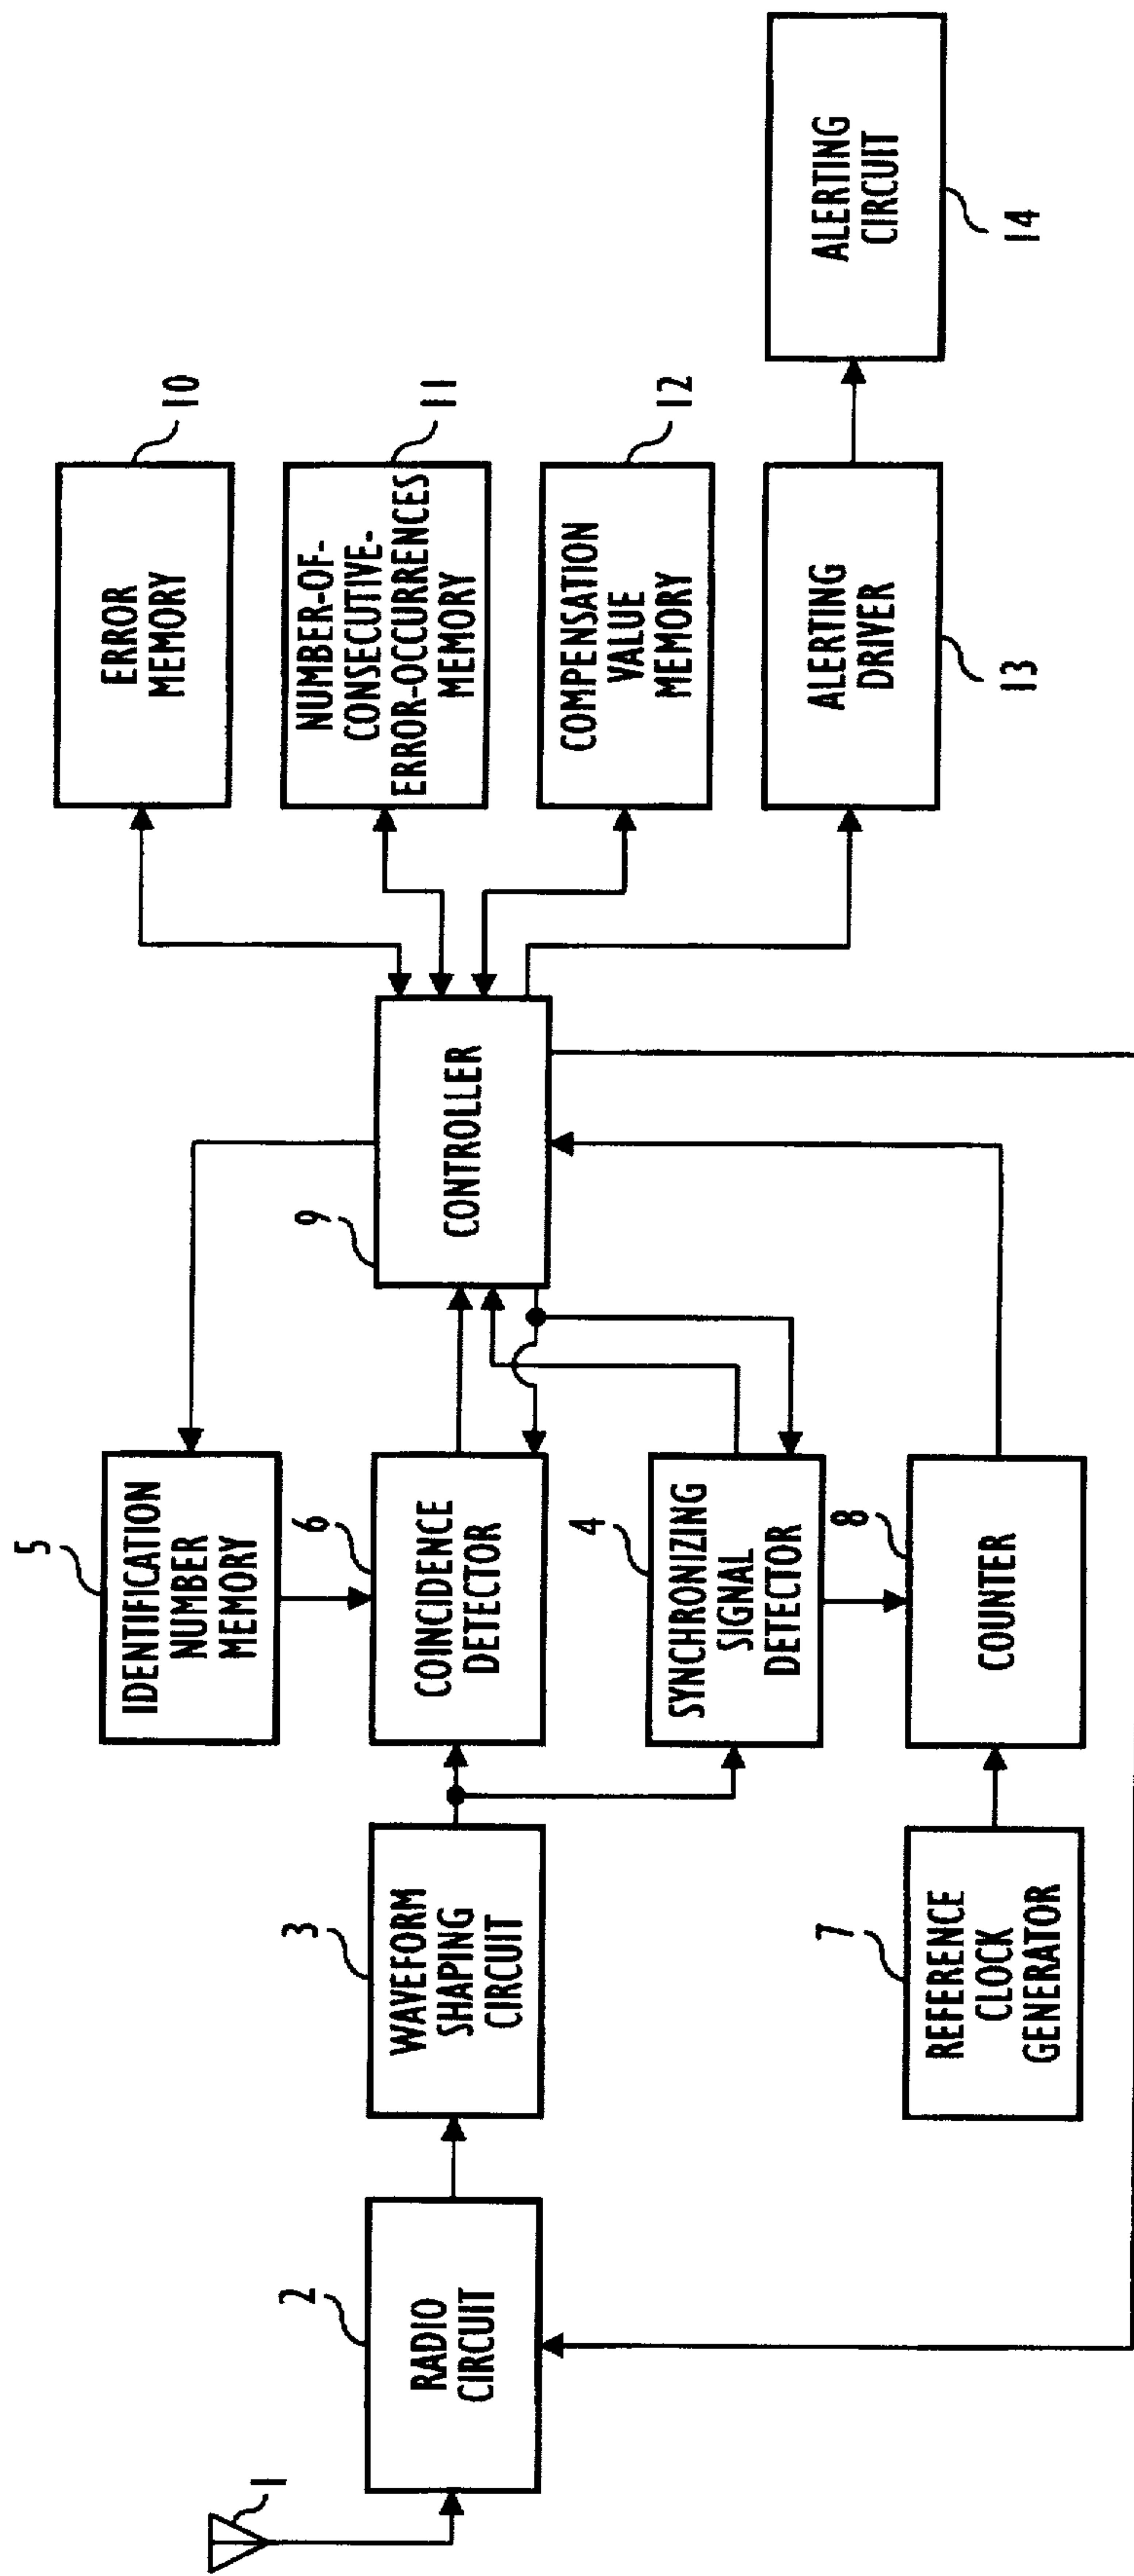 1
2
RADIO
CIRCUIT
3
WAVEFORM
SHAPING
CIRCUIT
5
IDENTIFICATION
NUMBER
MEMORY
6
COINCIDENCE
DETECTOR
4
SYNCHRONIZING
SIGNAL
DETECTOR
7
REFERENCE
CLOCK
GENERATOR
8
COUNTER
9
CONTROLLER
ERROR
MEMORY
10
NUMBER-OF-
CONSECUTIVE-
ERROR-OCCURRENCES
MEMORY
11
COMPENSATION
VALUE
MEMORY
12
ALERTING
DRIVER
13
ALERTING
CIRCUIT
14